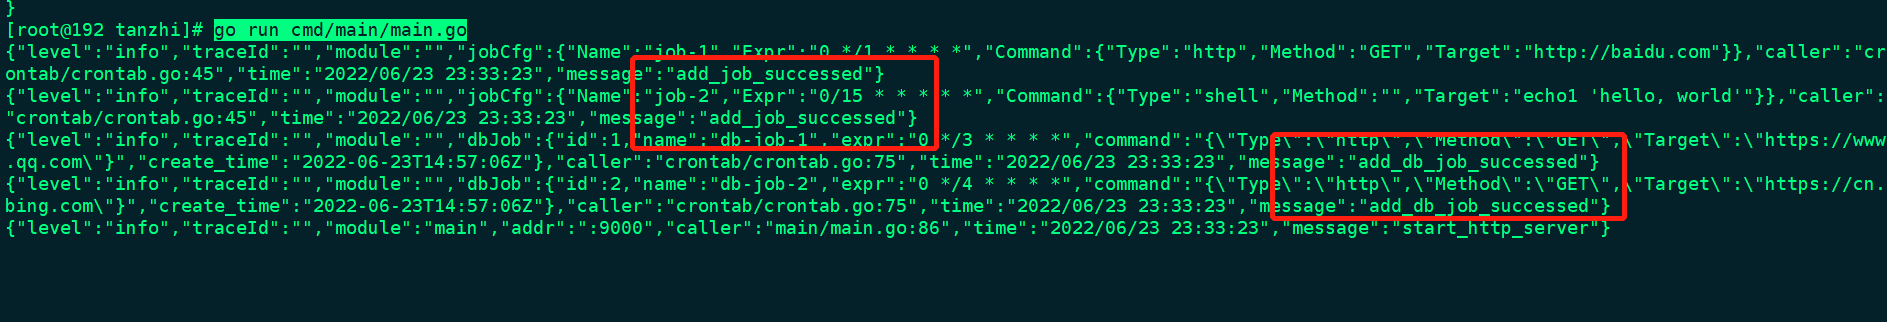 }
[root@192 tanzhi]# go run cmd/main/main.go
{"level":"info","traceId":"","module":"","jobCfg":{"Name":"job-1","Expr":"0 */1 * * * *","Command":{"Type":"http","Method":"GET","Target":"http://baidu.com"}},"caller":"cr
ontab/crontab.go:45","time":"2022/06/23 23:33:23","message":"add_job_successed"}
{"level":"info","traceId":"","module":"","jobCfg":{"Name":"job-2","Expr":"0/15 * * * * *","Command":{"Type":"shell","Method":"","Target":"echo1 'hello, world'"}},"caller":
"crontab/crontab.go:45","time":"2022/06/23 23:33:23","message":"add_job_successed"}
{"level":"info","traceId":"","module":"","dbJob":{"id":1,"name":"db-job-1","expr":"0 */3 * * * *","command":"{\"Type\":\"http\",\"Method\":\"GET\",\"Target\":\"https://www
.qq.com\"}","create_time":"2022-06-23T14:57:06Z"},"caller":"crontab/crontab.go:75","time":"2022/06/23 23:33:23","message":"add_db_job_successed"}
{"level":"info","traceId":"","module":"","dbJob":{"id":2,"name":"db-job-2","expr":"0 */4 * * * *","command":"{\"Type\":\"http\",\"Method\":\"GET\",\"Target\":\"https://cn.
bing.com\"}","create_time":"2022-06-23T14:57:06Z"},"caller":"crontab/crontab.go:75","time":"2022/06/23 23:33:23","message":"add_db_job_successed"}
{"level":"info","traceId":"","module":"main","addr":":9000","caller":"main/main.go:86","time":"2022/06/23 23:33:23","message":"start_http_server"}